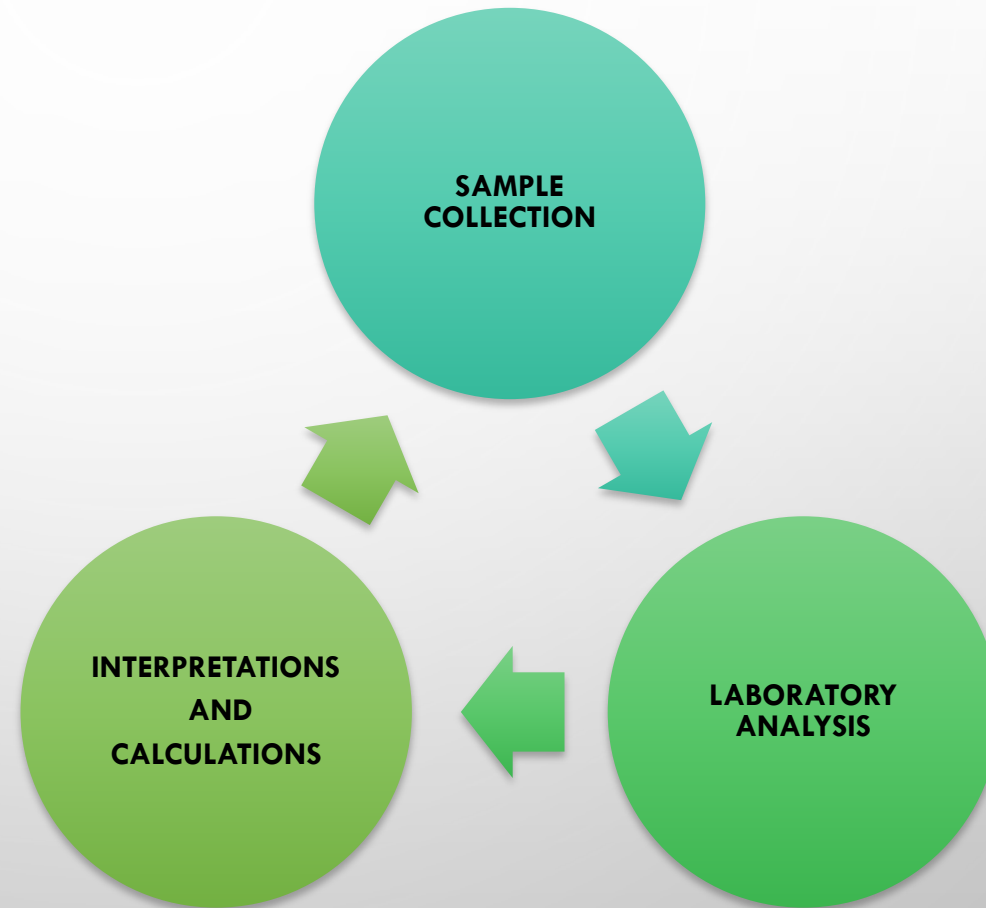 SAMPLE
COLLECTION
LABORATORY
ANALYSIS
INTERPRETATIONS
AND
CALCULATIONS